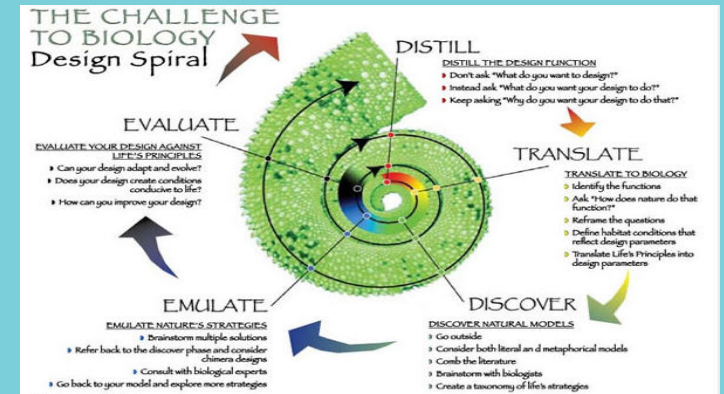 THE CHALLENGE
TO BIOLOGY
Design Spiral
DISTILL
DISTILL THE DESIGN FUNCTION
Don't ask "What do you want to design?"
Instead ask "What do you want your design to do?"
Keep asking "Why do you want your design to do that?"
TRANSLATE
TRANSLATE TO BIOLOGY
Identify the functions
Ask "How does nature do that
function?"
Reframe the questions
Define habitat conditions that
reflect design parameters
Translate Life's Principles into
design parameters
DISCOVER
DISCOVER NATURAL MODELS
Go outside
Consider both literal an d metaphorical models
Comb the literature
Brainstorm with biologists
Create a taxonomy of life's strategies
EMULATE
EMULATE NATURE'S STRATEGIES
Brainstorm multiple solutions
Refer back to the discover phase and consider
chimera designs
Consult with biological experts
Go back to your model and explore more strategies
EVALUATE
EVALUATE YOUR DESIGN AGAINST
LIFE'S PRINCIPLES
Can your design adapt and evolve?
Does your design create conditions
conducive to life?
How can you improve your design?